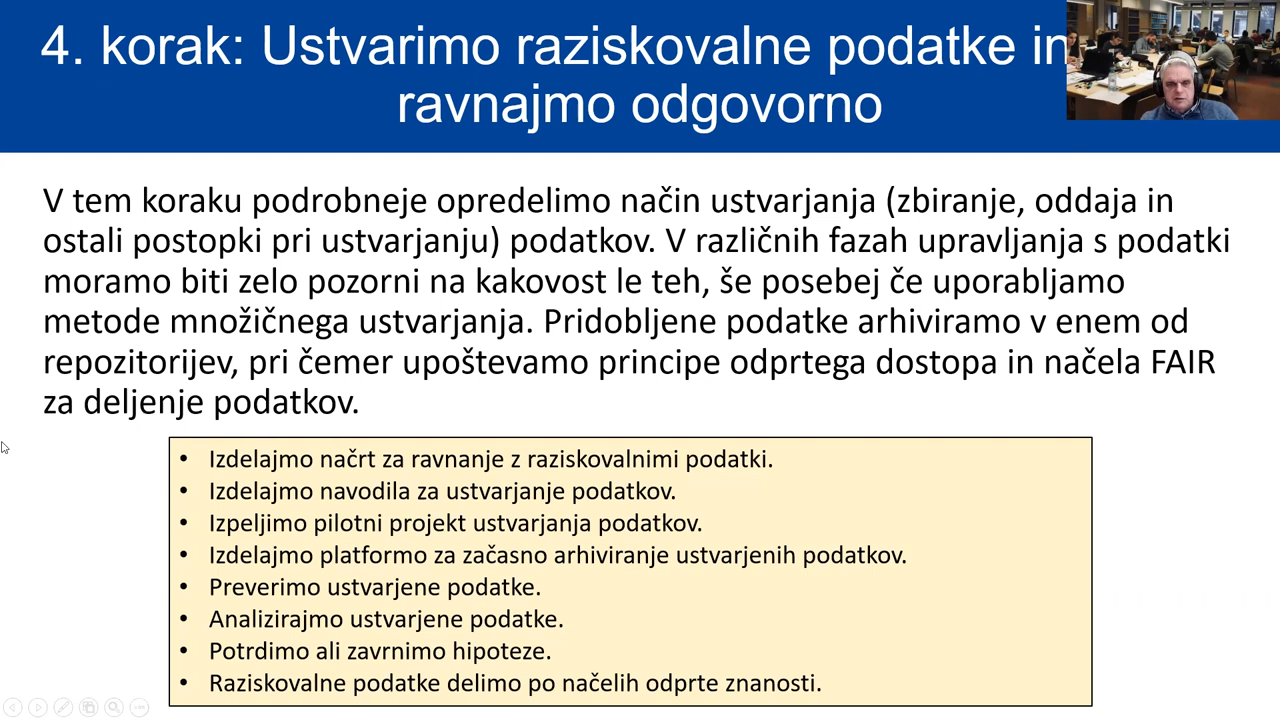 4. korak: Ustvarimo raziskovalne podatke in
ravnajmo odgovorno
V tem koraku podrobneje opredelimo način ustvarjanja (zbiranje, oddaja in
ostali postopki pri ustvarjanju) podatkov. V različnih fazah upravljanja s podatki
moramo biti zelo pozorni na kakovost le teh, še posebej če uporabljamo
metode množičnega ustvarjanja. Pridobljene podatke arhiviramo v enem od
repozitorijev, pri čemer upoštevamo principe odprtega dostopa in načela FAIR
za deljenje podatkov.
• Izdelajmo načrt za ravnanje z raziskovalnimi podatki.
• Izdelajmo navodila za ustvarjanje podatkov.
• Izpeljimo pilotni projekt ustvarjanja podatkov.
• Izdelajmo platformo za začasno arhiviranje ustvarjenih podatkov.
• Preverimo ustvarjene podatke.
• Analizirajmo ustvarjene podatke.
• Potrdimo ali zavrnimo hipoteze.
• Raziskovalne podatke delimo po načelih odprte znanosti.